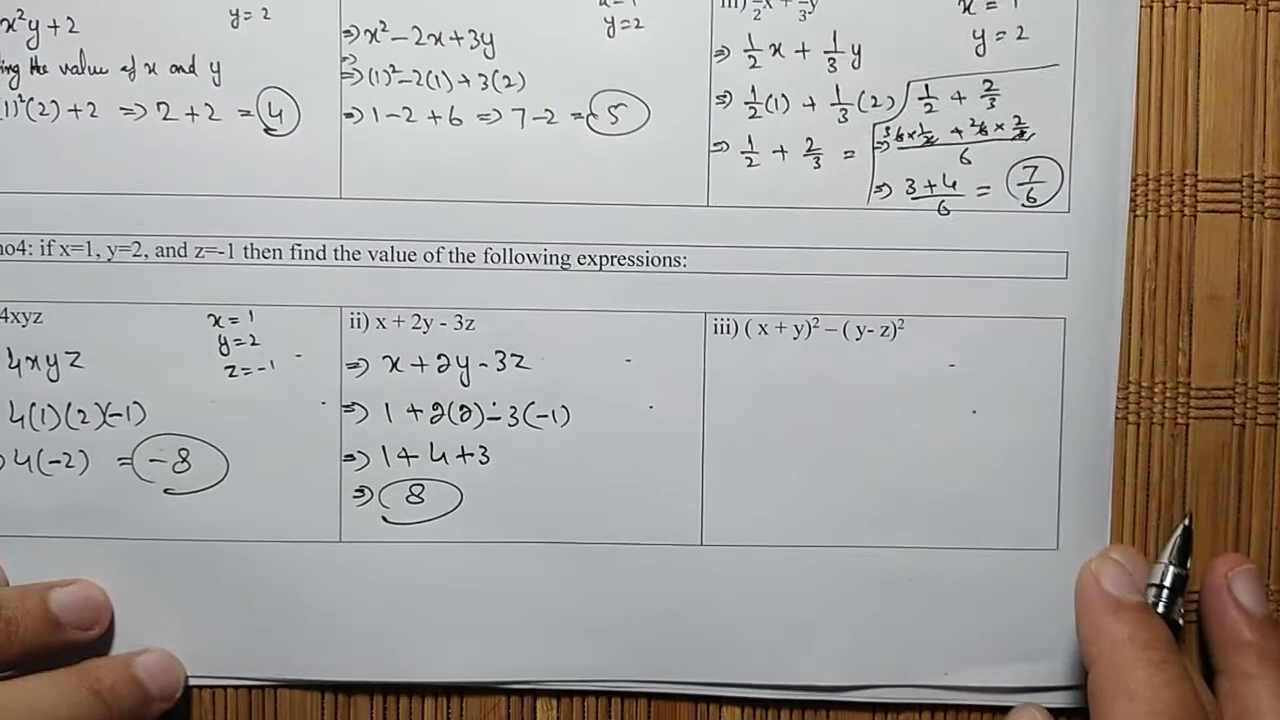 x²y + 2
y = 2
ing the value of x and y
1)²(2) + 2 ⇒ 2 + 2 = 4
⇒ x² − 2x + 3y
y = 2
⇒ (1)² − 2(1) + 3(2)
⇒ 1 − 2 + 6 ⇒ 7 − 2 = 5
x = 1
y = 2
⇒ 1/2 x + 1/3 y
⇒ 1/2 (1) + 1/3 (2)
⇒ 1/2 + 2/3 =
1/2 + 2/3
⇒ 3 + 4 / 6 = 7/6
no4: if x=1, y=2, and z=-1 then find the value of the following expressions:
4xyz
x = 1
y = 2
z = −1
4xyz
4(1)(2)(−1)
4(−2) = −8
ii) x + 2y - 3z
⇒ x + 2y − 3z
⇒ 1 + 2(2) − 3(−1)
⇒ 1 + 4 + 3
⇒ 8
iii) ( x + y)² – ( y- z)²